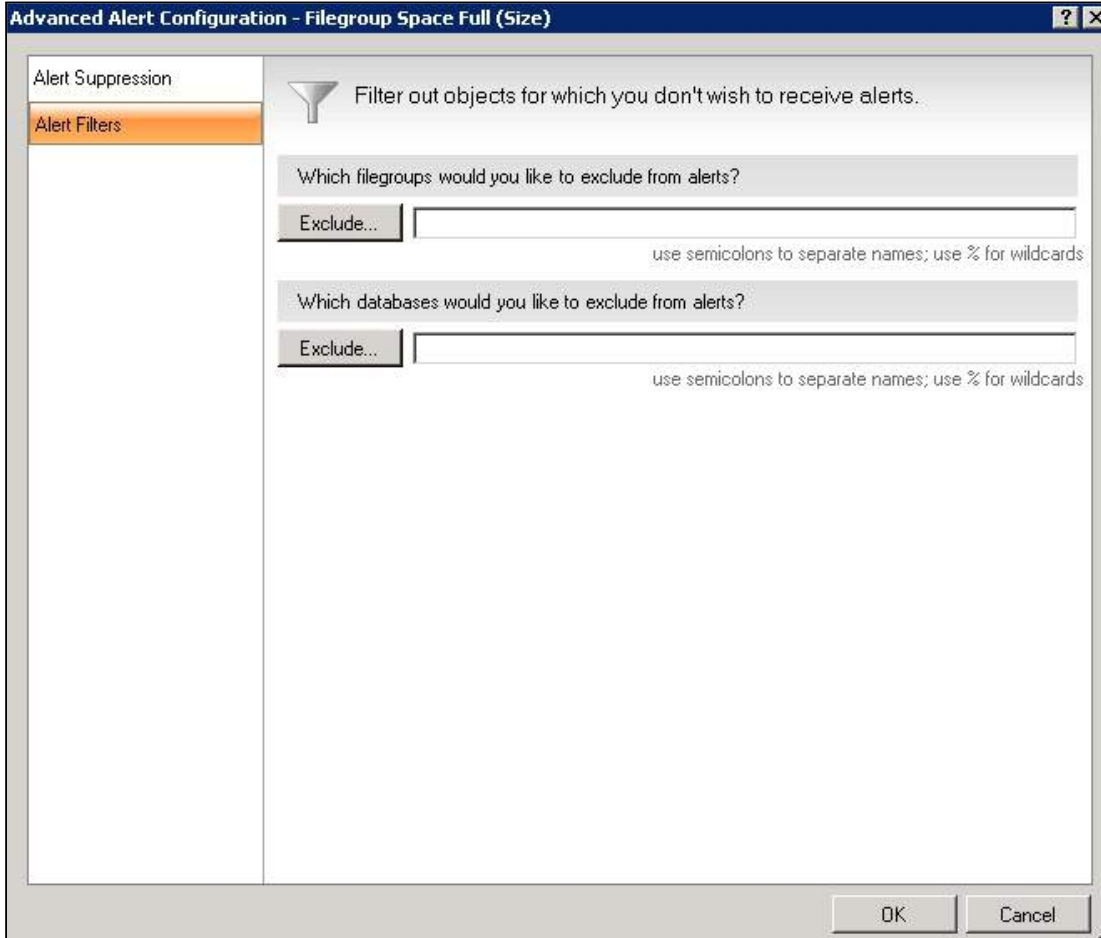 Advanced Alert Configuration - Filegroup Space Full (Size)
Alert Suppression
Alert Filters
Filter out objects for which you don't wish to receive alerts.
Which filegroups would you like to exclude from alerts?
Exclude...
use semicolons to separate names; use % for wildcards
Which databases would you like to exclude from alerts?
Exclude...
use semicolons to separate names; use % for wildcards
OK
Cancel